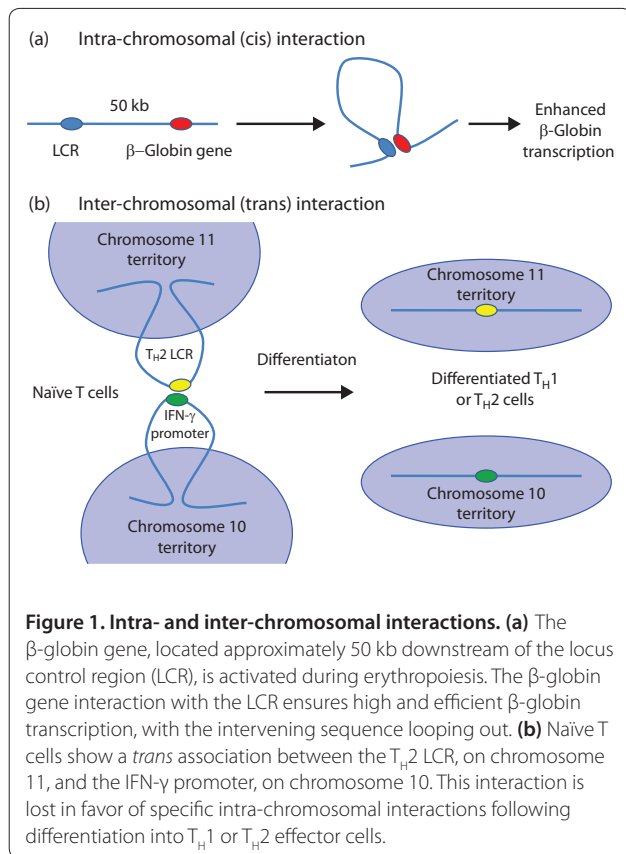 (a) Intra-chromosomal (cis) interaction
50 kb
LCR
β–Globin gene
Enhanced
β-Globin
transcription
(b) Inter-chromosomal (trans) interaction
Chromosome 11
territory
T_H2 LCR
Naïve T cells
IFN-γ
promoter
Chromosome 10
territory
Differentiaton
Chromosome 11
territory
Differentiated T_H1
or T_H2 cells
Chromosome 10
territory
Figure 1. Intra- and inter-chromosomal interactions. (a) The
β-globin gene, located approximately 50 kb downstream of the locus
control region (LCR), is activated during erythropoiesis. The β-globin
gene interaction with the LCR ensures high and efficient β-globin
transcription, with the intervening sequence looping out. (b) Naïve T
cells show a trans association between the T_H2 LCR, on chromosome
11, and the IFN-γ promoter, on chromosome 10. This interaction is
lost in favor of specific intra-chromosomal interactions following
differentiation into T_H1 or T_H2 effector cells.